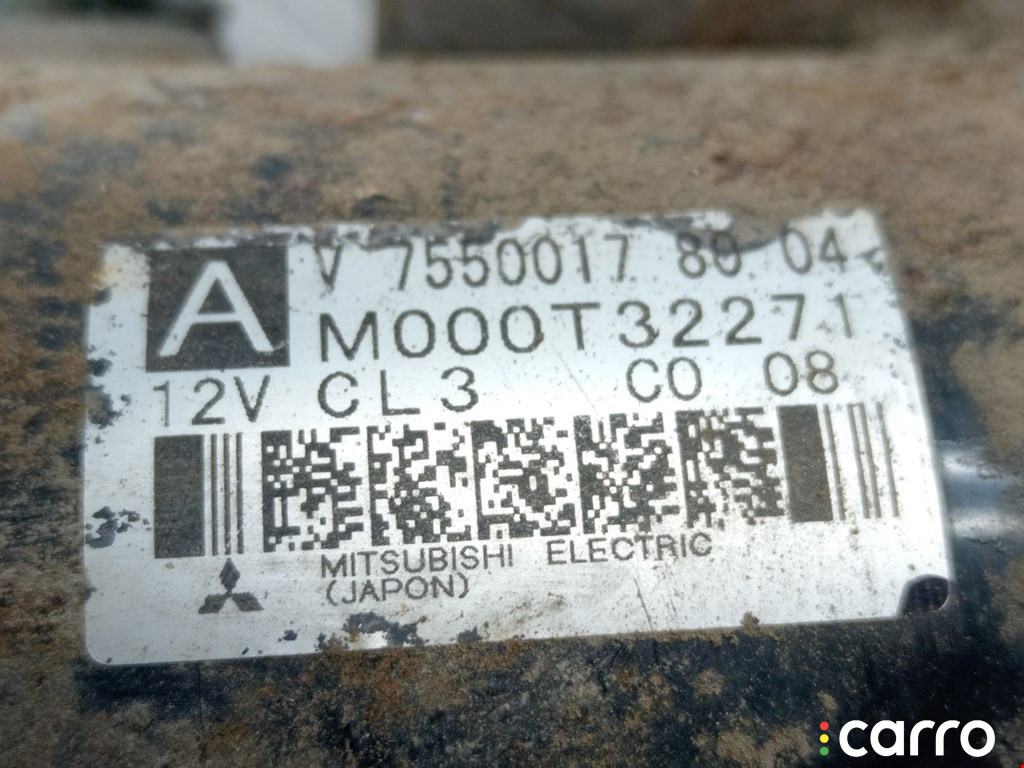 A
V 7550017 80 04
M000T32271
12V CL3 C0 08
MITSUBISHI ELECTRIC
(JAPON)
carro